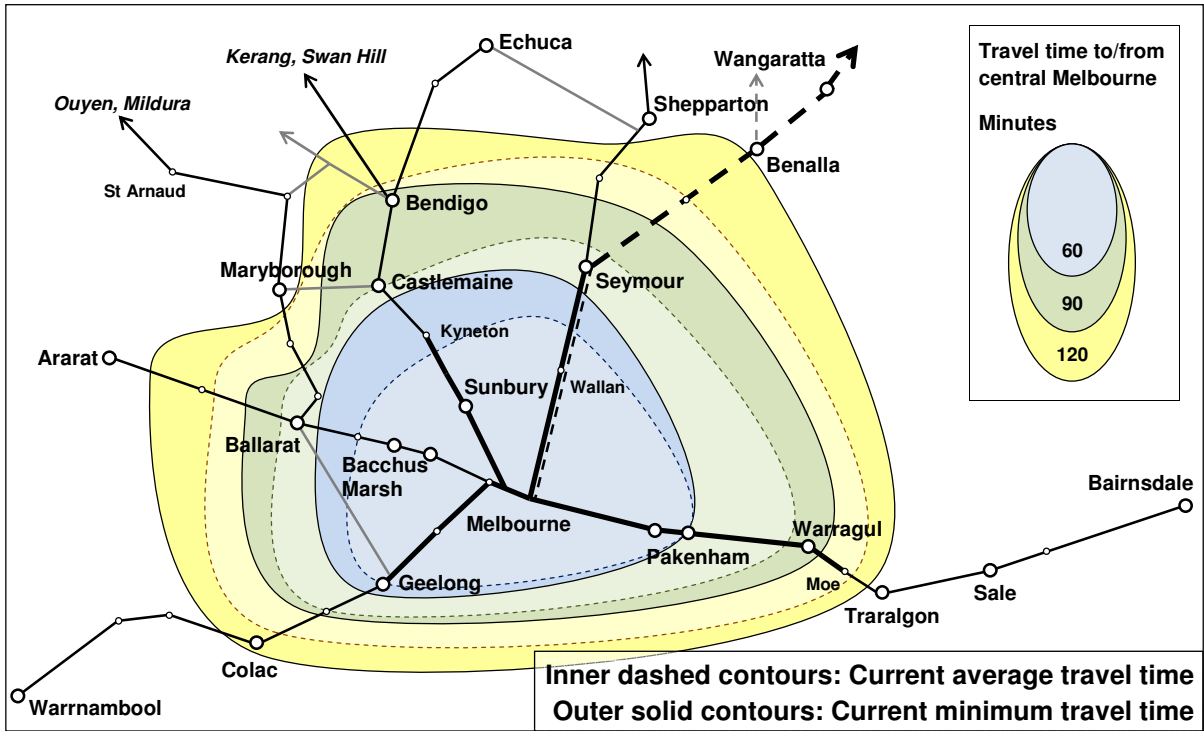 Echuca
Kerang, Swan Hill
Wangaratta
Travel time to/from
central Melbourne
Ouyen, Mildura
Shepparton
Minutes
Benalla
St Arnaud
Bendigo
60
Maryborough
Castlemaine
Seymour
90
Kyneton
Ararat
120
Sunbury
Wallan
Ballarat
Bacchus
Marsh
Bairnsdale
Melbourne
Warragul
Pakenham
Geelong
Moe
Sale
Traralgon
Colac
Inner dashed contours: Current average travel time
Warrnambool
Outer solid contours: Current minimum travel time